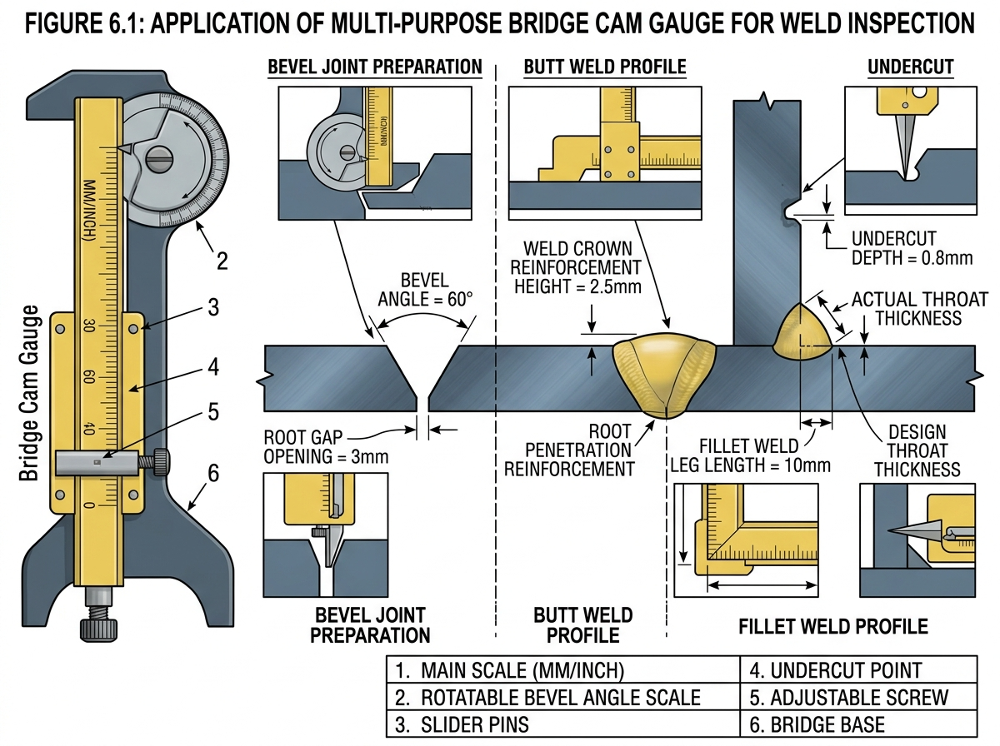 FIGURE 6.1: APPLICATION OF MULTI-PURPOSE BRIDGE CAM GAUGE FOR WELD INSPECTION
Bridge Cam Gauge
MM/INCH)
30
60
40
0
2
3
4
5
6
BEVEL JOINT PREPARATION
BUTT WELD PROFILE
UNDERCUT
UNDERCUT
DEPTH = 0.8mm
WELD CROWN
REINFORCEMENT
HEIGHT = 2.5mm
BEVEL
ANGLE = 60°
ACTUAL THROAT
THICKNESS
ROOT GAP
OPENING = 3mm
ROOT
PENETRATION
REINFORCEMENT
FILLET WELD
LEG LENGTH = 10mm
DESIGN
THROAT
THICKNESS
BEVEL JOINT
PREPARATION
BUTT WELD
PROFILE
FILLET WELD PROFILE
1. MAIN SCALE (MM/INCH)
2. ROTATABLE BEVEL ANGLE SCALE
3. SLIDER PINS
4. UNDERCUT POINT
5. ADJUSTABLE SCREW
6. BRIDGE BASE